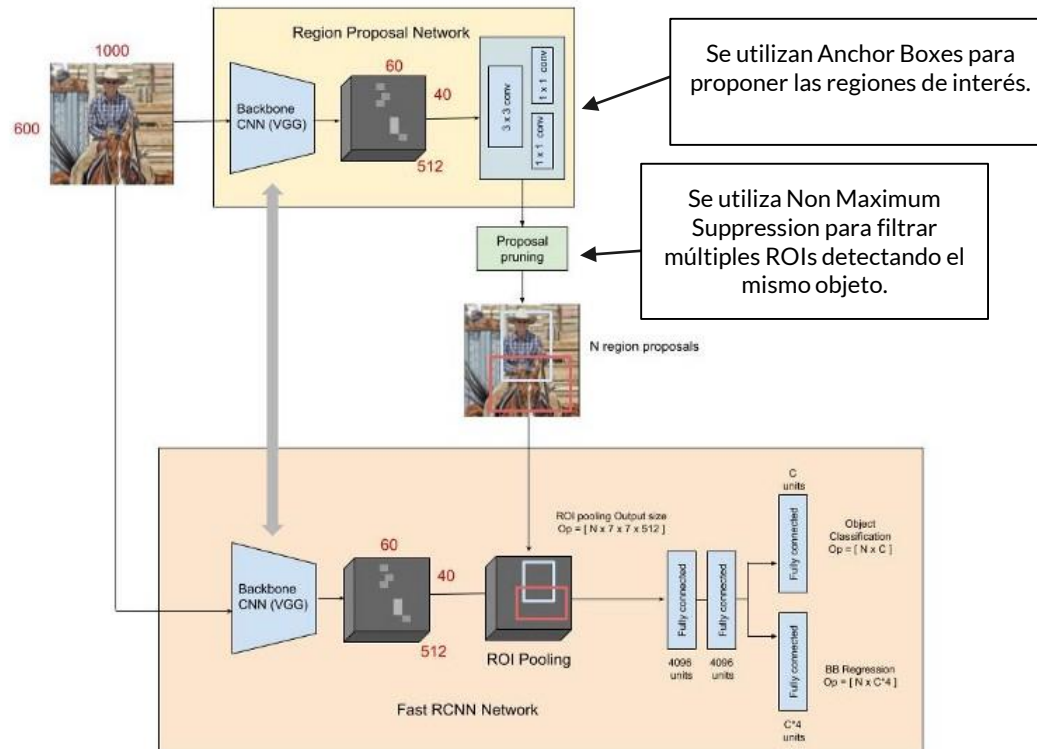 1000
600
Region Proposal Network
Backbone
CNN (VGG)
60
40
512
3 x 3 conv
1 x 1 conv
1 x 1 conv
Se utilizan Anchor Boxes para
proponer las regiones de interés.
Proposal
pruning
Se utiliza Non Maximum
Suppression para filtrar
múltiples ROIs detectando el
mismo objeto.
N region proposals
Backbone
CNN (VGG)
60
40
512
ROI pooling Output size
Op = [ N x 7 x 7 x 512 ]
ROI Pooling
Fully connected
4096
units
Fully connected
4096
units
C
units
Fully connected
Object
Classification
Op = [ N x C ]
Fully connected
C*4
units
BB Regression
Op = [ N x C*4 ]
Fast RCNN Network